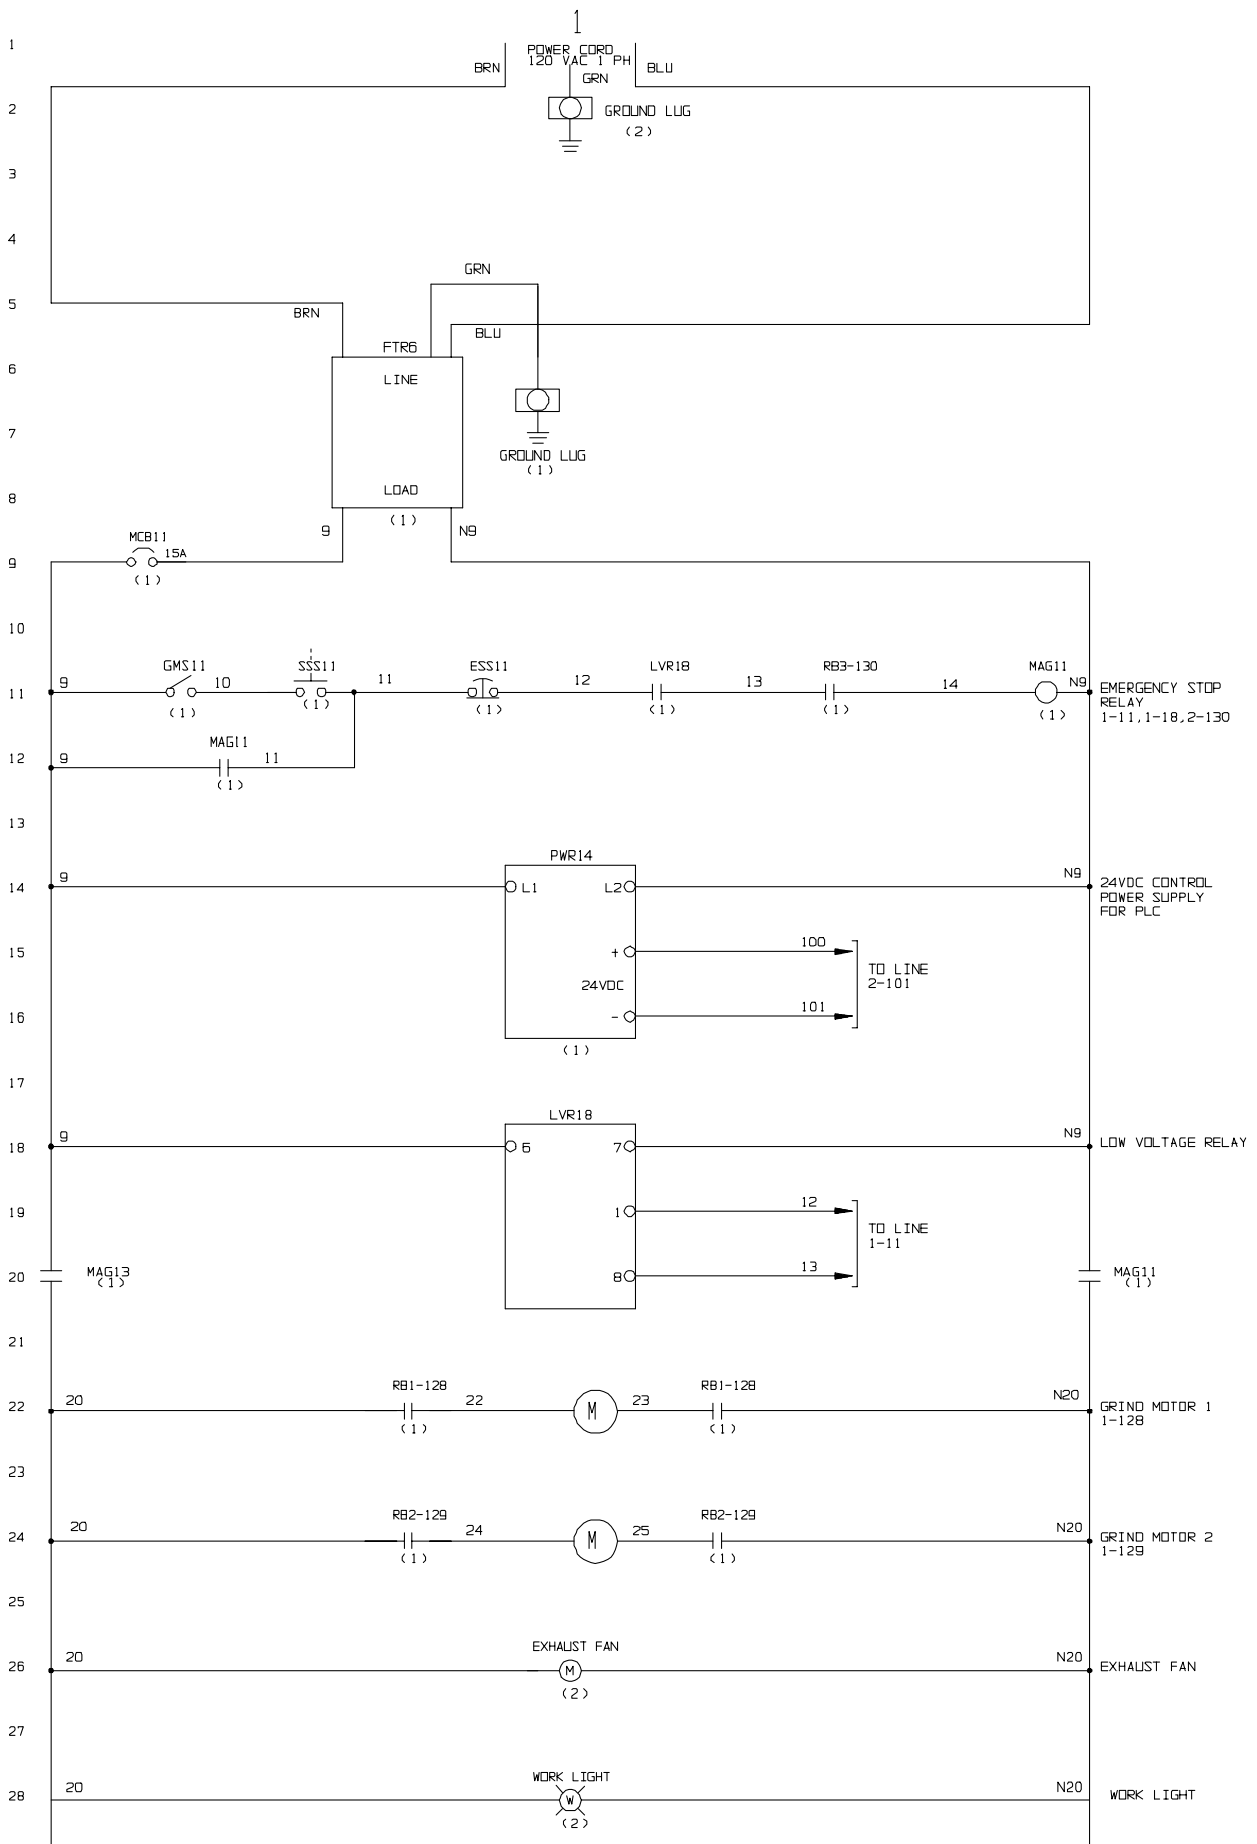 1
1
POWER CORD
120 VAC 1 PH
BRN
BLU
GRN
2
GROUND LUG
(2)
3
4
GRN
5
BRN
BLU
FTR6
6
LINE
7
GROUND LUG
(1)
8
LOAD
(1)
9
N9
MCB11
15A
9
(1)
10
GMS11
SSS11
ESS11
LVR18
RB3-130
MAG11
11
9
10
11
12
13
14
N9
EMERGENCY STOP
RELAY
1-11,1-18,2-130
(1)
(1)
(1)
(1)
(1)
(1)
MAG11
12
9
11
(1)
13
PWR14
14
9
L1
L2
N9
24VDC CONTROL
POWER SUPPLY
FOR PLC
15
+
100
TO LINE
2-101
24VDC
16
-
101
(1)
17
LVR18
18
9
6
7
N9
LOW VOLTAGE RELAY
19
1
12
TO LINE
1-11
20
MAG13
(1)
8
13
MAG11
(1)
21
RB1-128
RB1-128
22
20
22
M
23
N20
GRIND MOTOR 1
1-128
(1)
(1)
23
RB2-129
RB2-129
24
20
24
M
25
N20
GRIND MOTOR 2
1-129
(1)
(1)
25
EXHAUST FAN
26
20
M
N20
EXHAUST FAN
(2)
27
WORK LIGHT
28
20
W
N20
WORK LIGHT
(2)